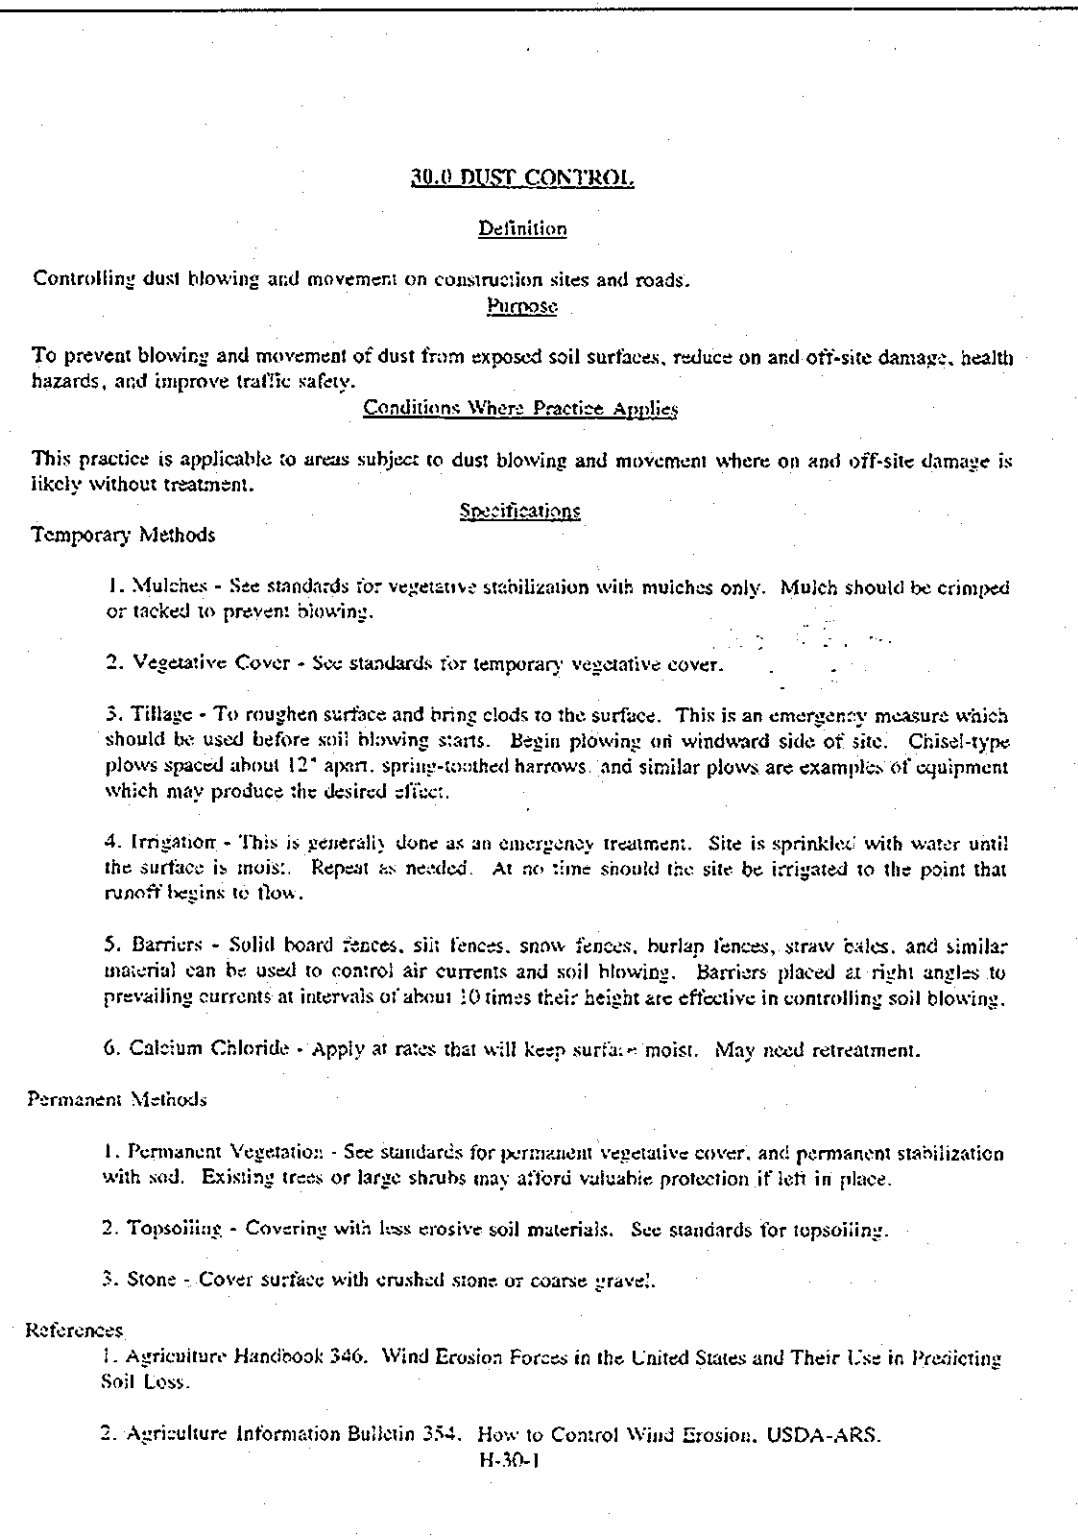 30.0 DUST CONTROL
Definition
Controlling dust blowing and movement on construction sites and roads.
Purpose
To prevent blowing and movement of dust from exposed soil surfaces, reduce on and off-site damage, health
hazards, and improve traffic safety.
Conditions Where Practice Applies
This practice is applicable to areas subject to dust blowing and movement where on and off-site damage is
likely without treatment.
Specifications
Temporary Methods
1. Mulches - See standards for vegetative stabilization with mulches only. Mulch should be crimped
or tacked to prevent blowing.
2. Vegetative Cover - See standards for temporary vegetative cover.
3. Tillage - To roughen surface and bring clods to the surface. This is an emergency measure which
should be used before soil blowing starts. Begin plowing on windward side of site. Chisel-type
plows spaced about 12" apart, spring-toothed harrows, and similar plows are examples of equipment
which may produce the desired effect.
4. Irrigation - This is generally done as an emergency treatment. Site is sprinkled with water until
the surface is moist. Repeat as needed. At no time should the site be irrigated to the point that
runoff begins to flow.
5. Barriers - Solid board fences, silt fences, snow fences, burlap fences, straw bales, and similar
material can be used to control air currents and soil blowing. Barriers placed at right angles to
prevailing currents at intervals of about 10 times their height are effective in controlling soil blowing.
6. Calcium Chloride - Apply at rates that will keep surface moist. May need retreatment.
Permanent Methods
1. Permanent Vegetation - See standards for permanent vegetative cover, and permanent stabilization
with sod. Existing trees or large shrubs may afford valuable protection if left in place.
2. Topsoiling - Covering with less erosive soil materials. See standards for topsoiling.
3. Stone - Cover surface with crushed stone or coarse gravel.
References
1. Agriculture Handbook 346. Wind Erosion Forces in the United States and Their Use in Predicting
Soil Loss.
2. Agriculture Information Bulletin 354. How to Control Wind Erosion, USDA-ARS.
H-30-1